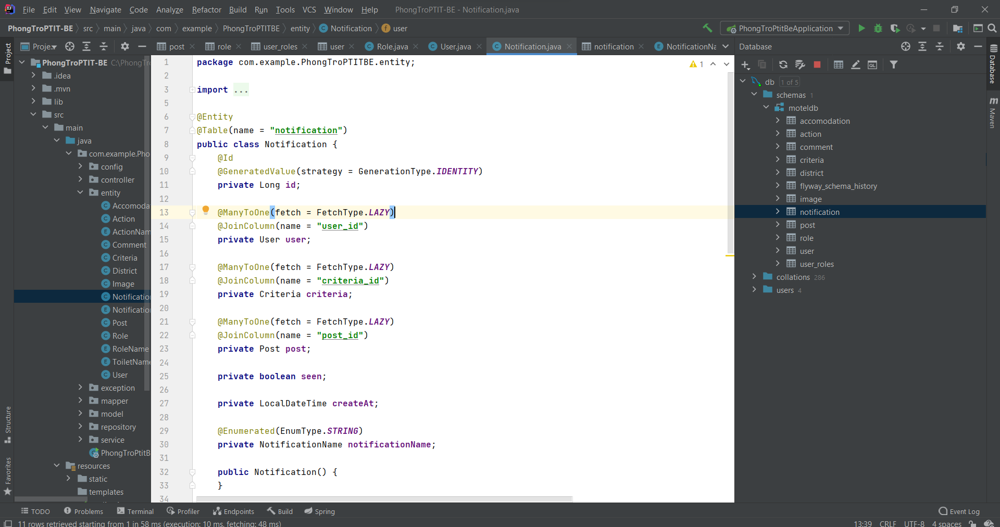 File Edit View Navigate Code Analyze Refactor Build Run Tools VCS Window Help PhongTroPTIT-BE - Notification.java
PhongTroPTIT-BE src main java com example PhongTroPTITBE entity Notification user PhongTroPtitBeApplication
Project
Structure
Favorites
Proje..
PhongTroPTIT-BE C:\PhongTr
.idea
.mvn
lib
src
main
java
com.example.Pho
config
controller
entity
Accomoda
Action
ActionNam
Comment
Criteria
District
Image
Notification
Notification
Post
Role
RoleName
ToiletName
User
exception
mapper
model
repository
service
PhongTroPtitB
resources
static
templates
post role user_roles user Role.java User.java Notification.java notification NotificationNa
1 package com.example.PhongTroPTITBE.entity;
1
2
3 import ...
5
6 @Entity
7 @Table(name = "notification")
8 public class Notification {
9 @Id
10 @GeneratedValue(strategy = GenerationType.IDENTITY)
11 private Long id;
12
13 @ManyToOne(fetch = FetchType.LAZY)
14 @JoinColumn(name = "user_id")
15 private User user;
16
17 @ManyToOne(fetch = FetchType.LAZY)
18 @JoinColumn(name = "criteria_id")
19 private Criteria criteria;
20
21 @ManyToOne(fetch = FetchType.LAZY)
22 @JoinColumn(name = "post_id")
23 private Post post;
24
25 private boolean seen;
26
27 private LocalDateTime createAt;
28
29 @Enumerated(EnumType.STRING)
30 private NotificationName notificationName;
31
32 public Notification() {
33 }
34
Database
db 1 of 5
schemas 1
moteldb
accomodation
action
comment
criteria
district
flyway_schema_history
image
notification
post
role
user
user_roles
collations 286
users 4
Database
Maven
TODO Problems Terminal Profiler Endpoints Build Spring Event Log
11 rows retrieved starting from 1 in 58 ms (execution: 10 ms, fetching: 48 ms) 13:39 CRLF UTF-8 4 spaces